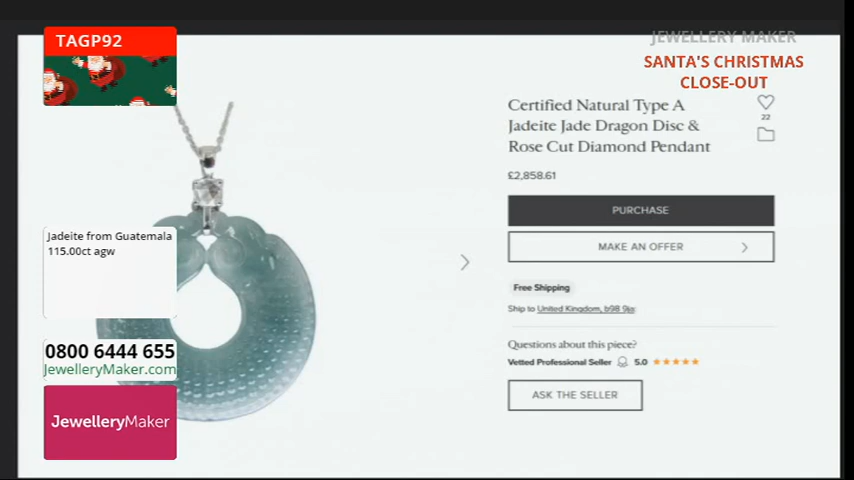 TAGP92
JEWELLERY MAKER
SANTA'S CHRISTMAS
CLOSE-OUT
Certified Natural Type A
Jadeite Jade Dragon Disc &
Rose Cut Diamond Pendant
22
£2,858.61
PURCHASE
MAKE AN OFFER
Free Shipping
Ship to United Kingdom, b98 9ja
Questions about this piece?
Vetted Professional Seller 5.0
ASK THE SELLER
Jadeite from Guatemala
115.00ct agw
0800 6444 655
JewelleryMaker.com
JewelleryMaker